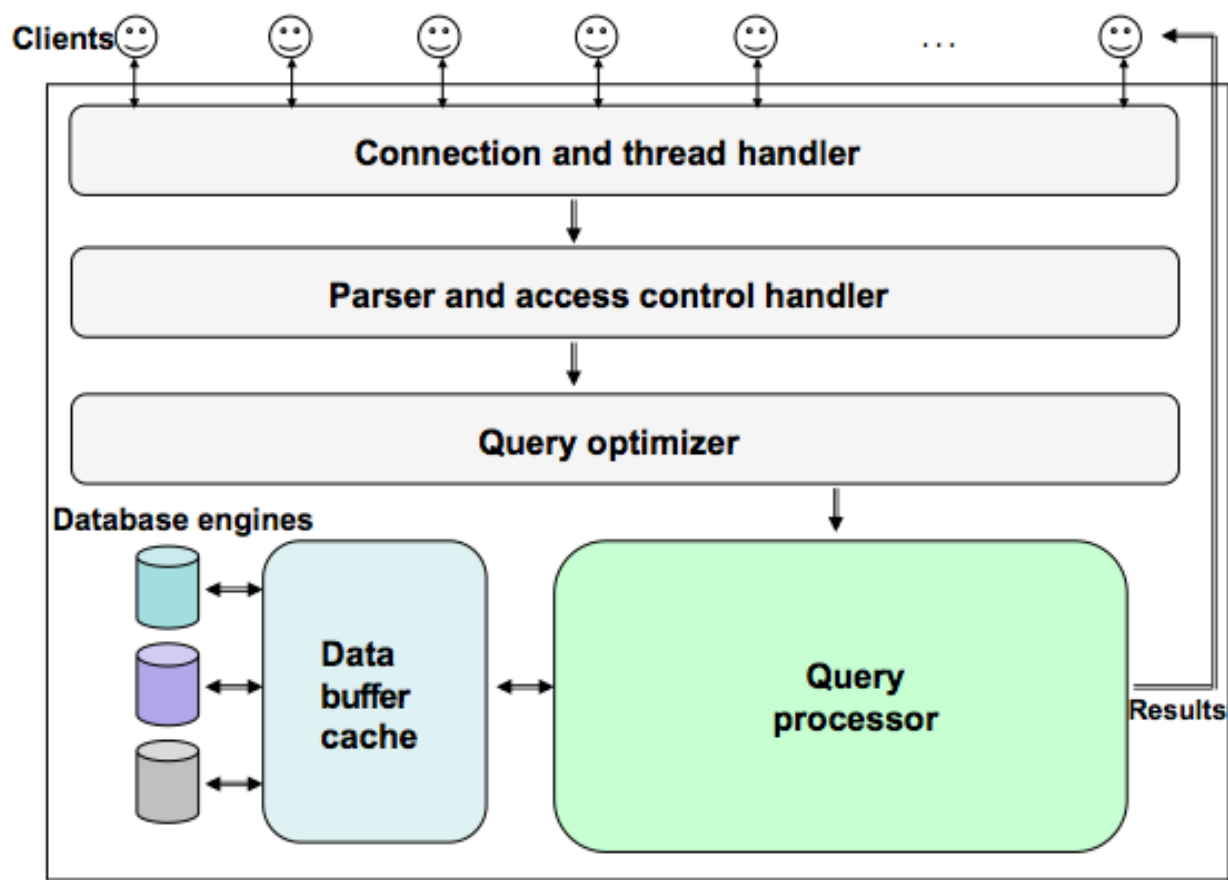 Clients
...
Connection and thread handler
Parser and access control handler
Query optimizer
Database engines
Data
buffer
cache
Query
processor
Results